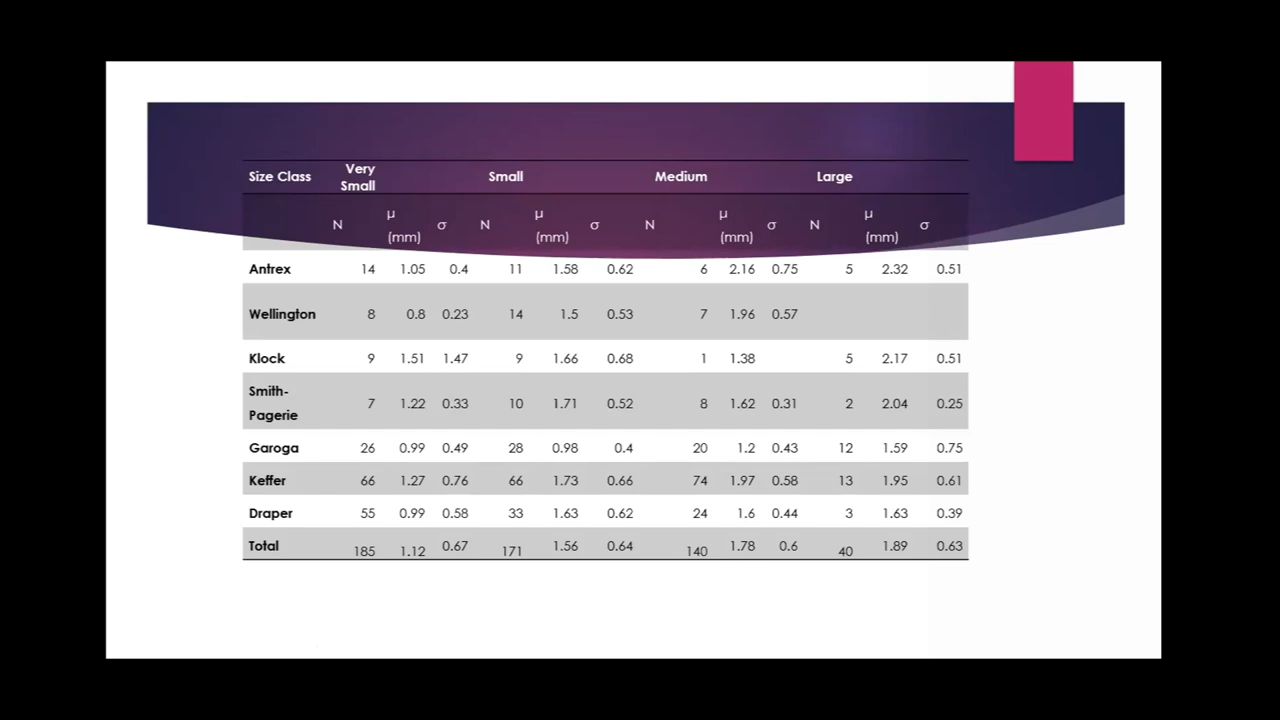 Size Class Very Small Small Medium Large
N µ (mm) σ N µ (mm) σ N µ (mm) σ N µ (mm) σ
Antrex 14 1.05 0.4 11 1.58 0.62 6 2.16 0.75 5 2.32 0.51
Wellington 8 0.8 0.23 14 1.5 0.53 7 1.96 0.57
Klock 9 1.51 1.47 9 1.66 0.68 1 1.38 5 2.17 0.51
Smith-Pagerie 7 1.22 0.33 10 1.71 0.52 8 1.62 0.31 2 2.04 0.25
Garoga 26 0.99 0.49 28 0.98 0.4 20 1.2 0.43 12 1.59 0.75
Keffer 66 1.27 0.76 66 1.73 0.66 74 1.97 0.58 13 1.95 0.61
Draper 55 0.99 0.58 33 1.63 0.62 24 1.6 0.44 3 1.63 0.39
Total 185 1.12 0.67 171 1.56 0.64 140 1.78 0.6 40 1.89 0.63